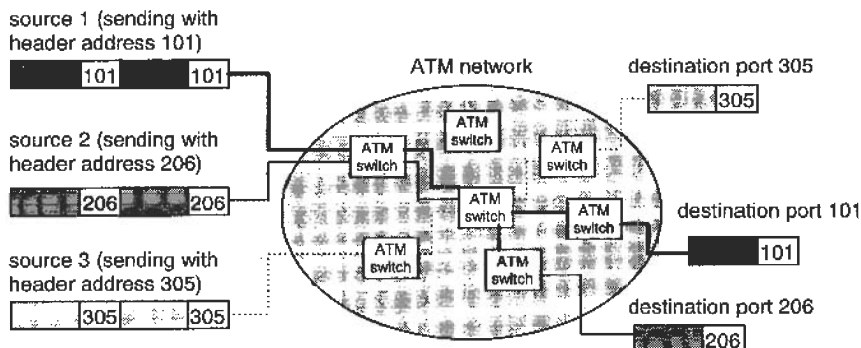 source 1 (sending with
header address 101)
101 101
source 2 (sending with
header address 206)
206 206
source 3 (sending with
header address 305)
305 305
ATM network
ATM
switch
ATM
switch
ATM
switch
ATM
switch
ATM
switch
ATM
switch
ATM
switch
destination port 305
305
destination port 101
101
destination port 206
206